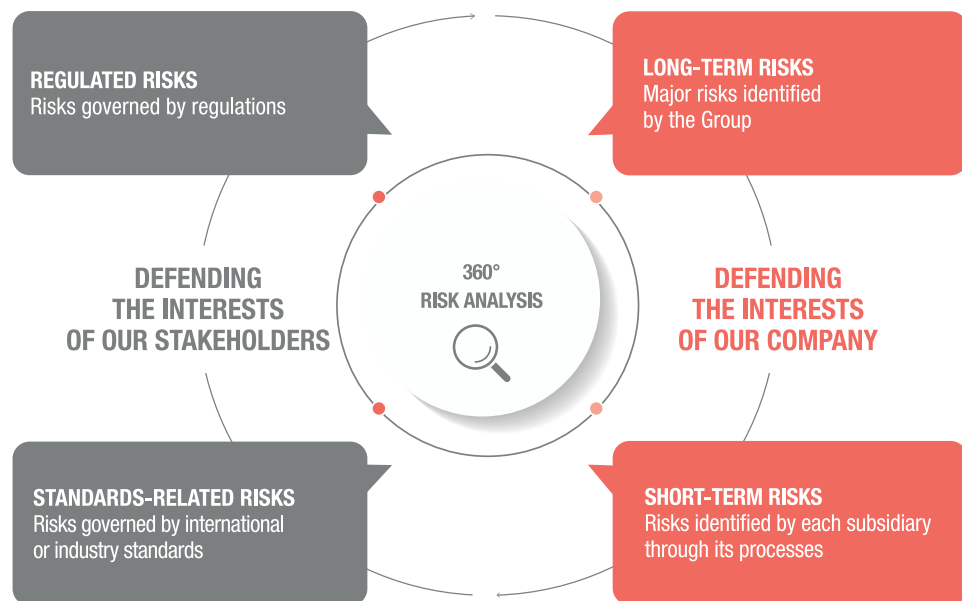 REGULATED RISKS
Risks governed by regulations
LONG-TERM RISKS
Major risks identified
by the Group
DEFENDING
THE INTERESTS
OF OUR STAKEHOLDERS
360°
RISK ANALYSIS
DEFENDING
THE INTERESTS
OF OUR COMPANY
STANDARDS-RELATED RISKS
Risks governed by international
or industry standards
SHORT-TERM RISKS
Risks identified by each subsidiary
through its processes